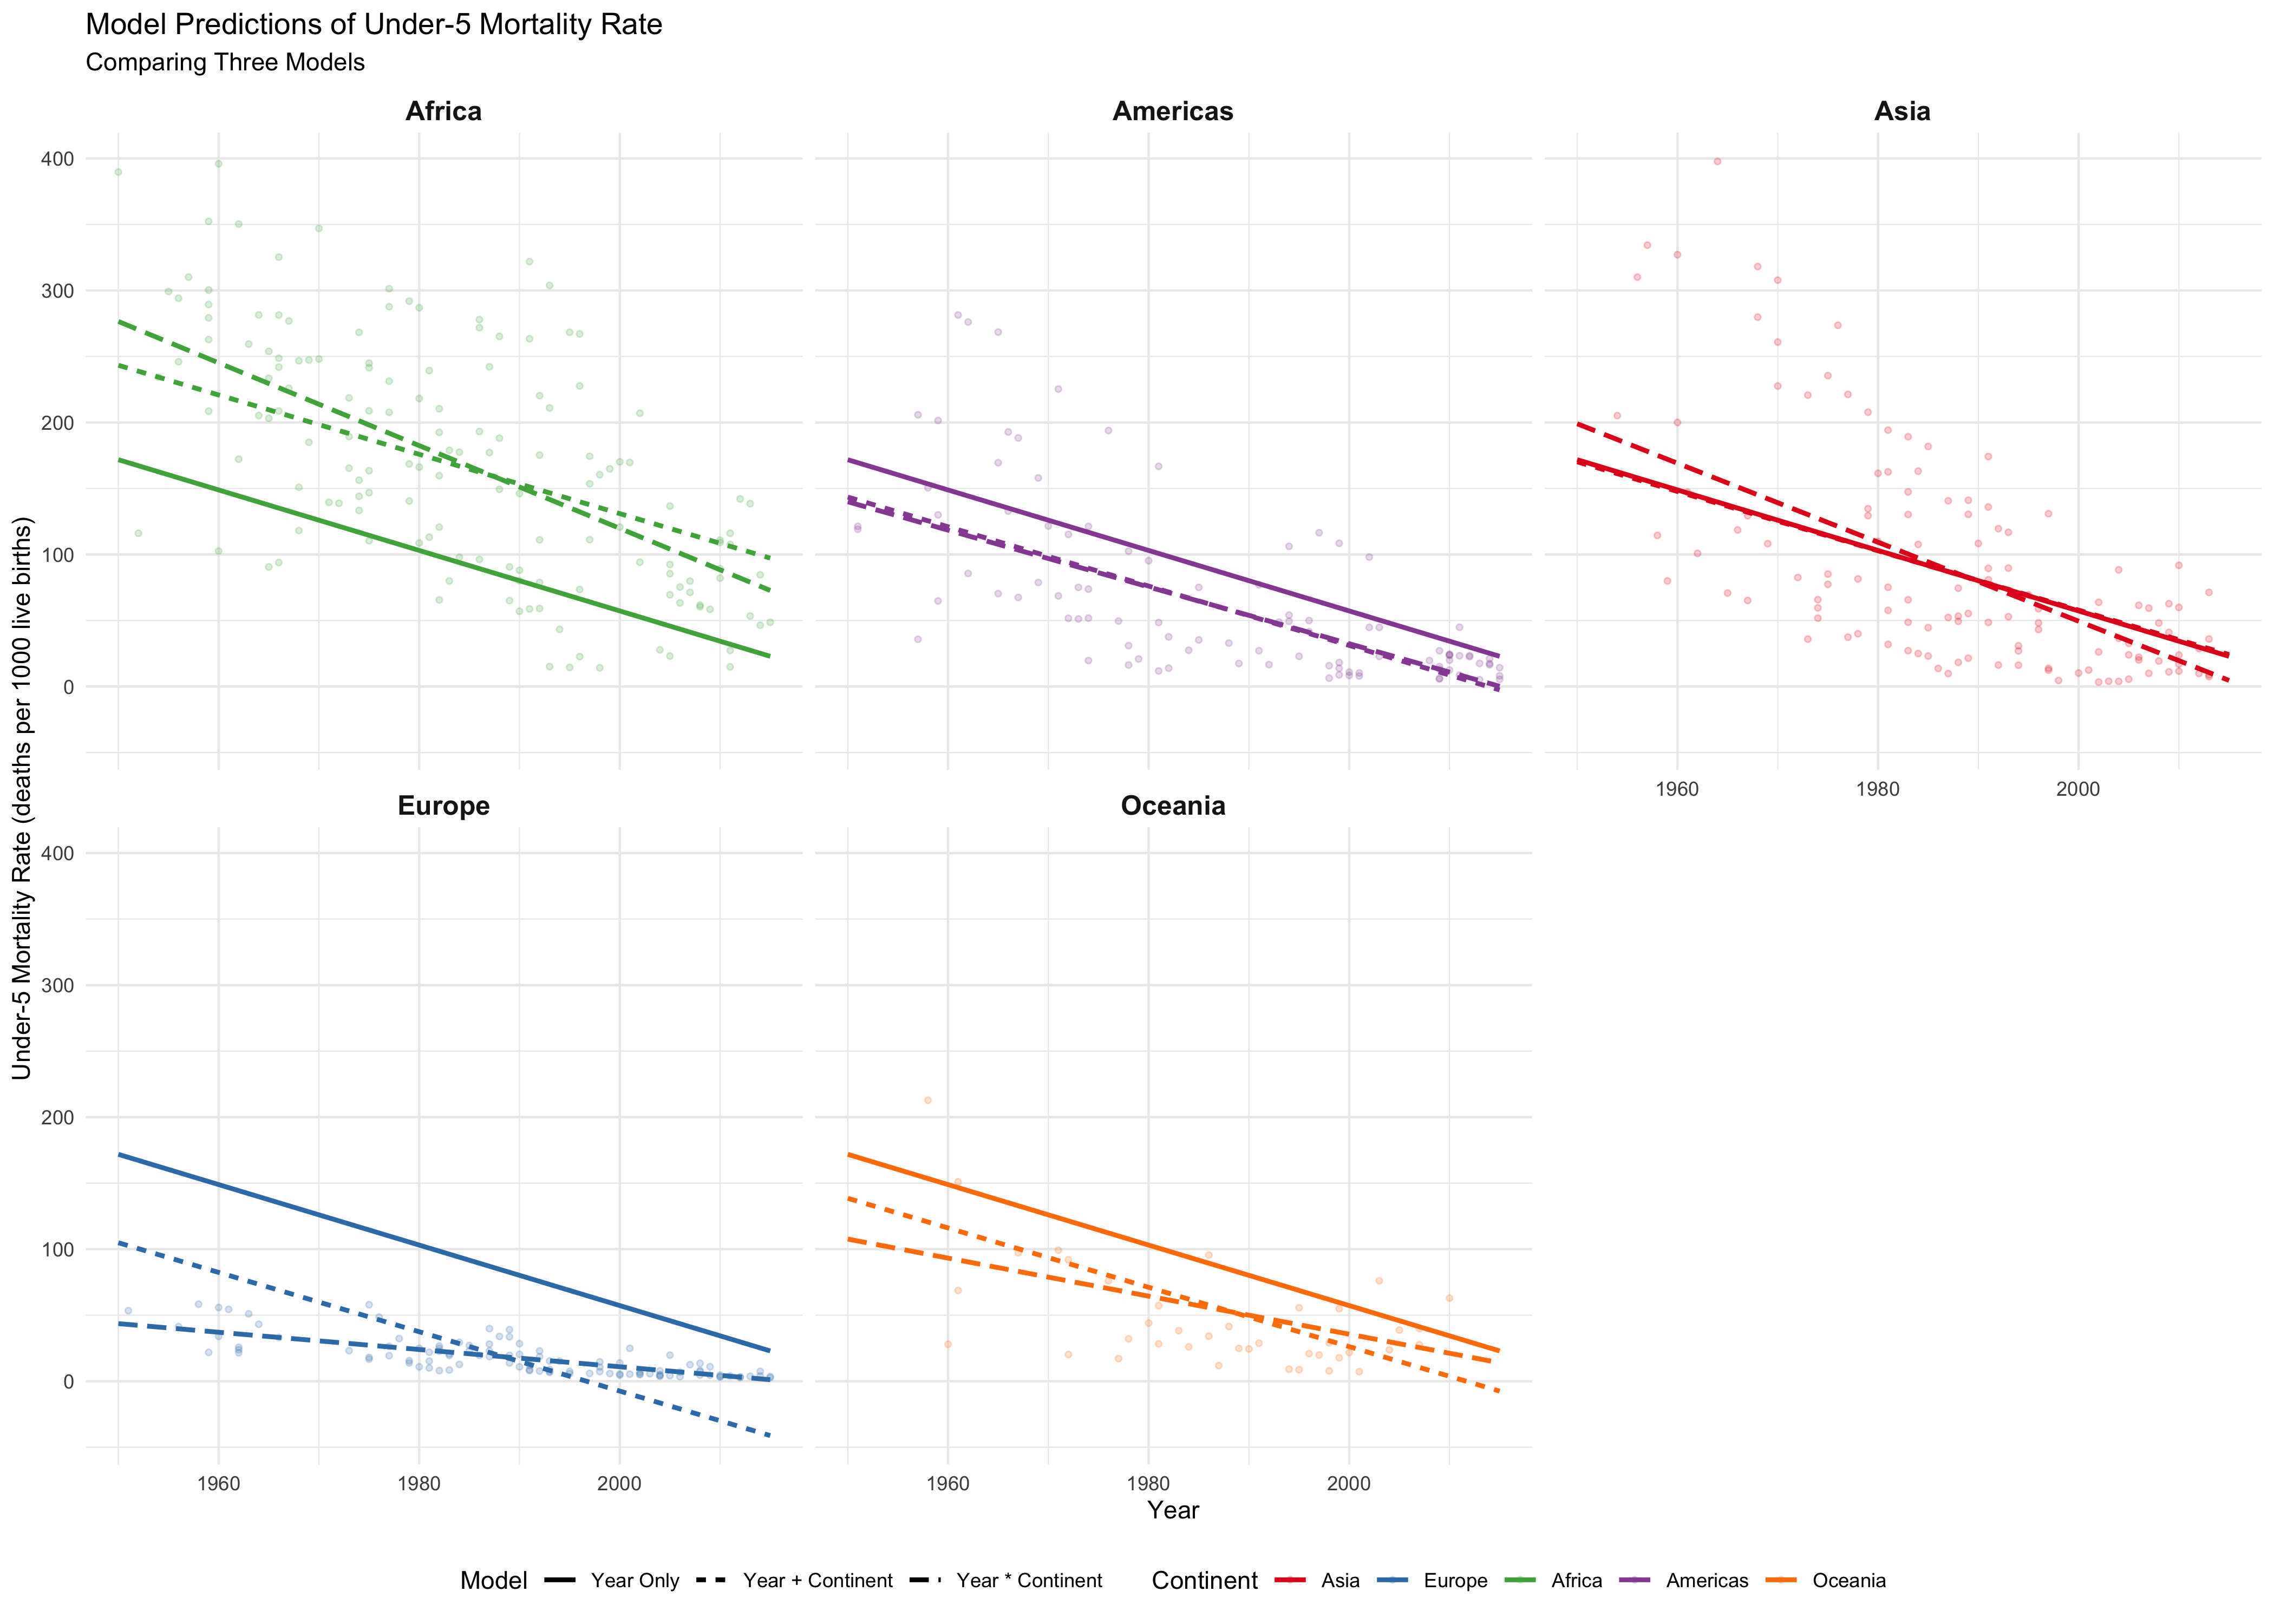 Model Predictions of Under-5 Mortality Rate
Comparing Three Models
Africa
Americas
Asia
400
300
200
100
0
1960
1980
2000
Europe
Oceania
400
300
200
100
0
1960
1980
2000
1960
1980
2000
Year
Under-5 Mortality Rate (deaths per 1000 live births)
Model
Year Only
Year + Continent
Year * Continent
Continent
Asia
Europe
Africa
Americas
Oceania